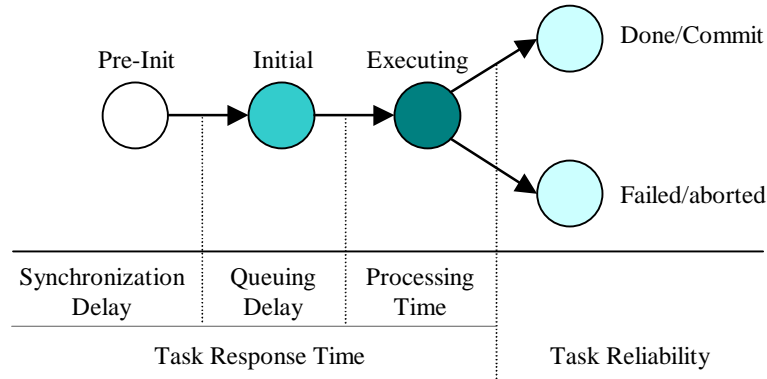 Done/Commit
Pre-Init
Initial
Executing
Failed/aborted
Synchronization
Delay
Queuing
Delay
Processing
Time
Task Response Time
Task Reliability